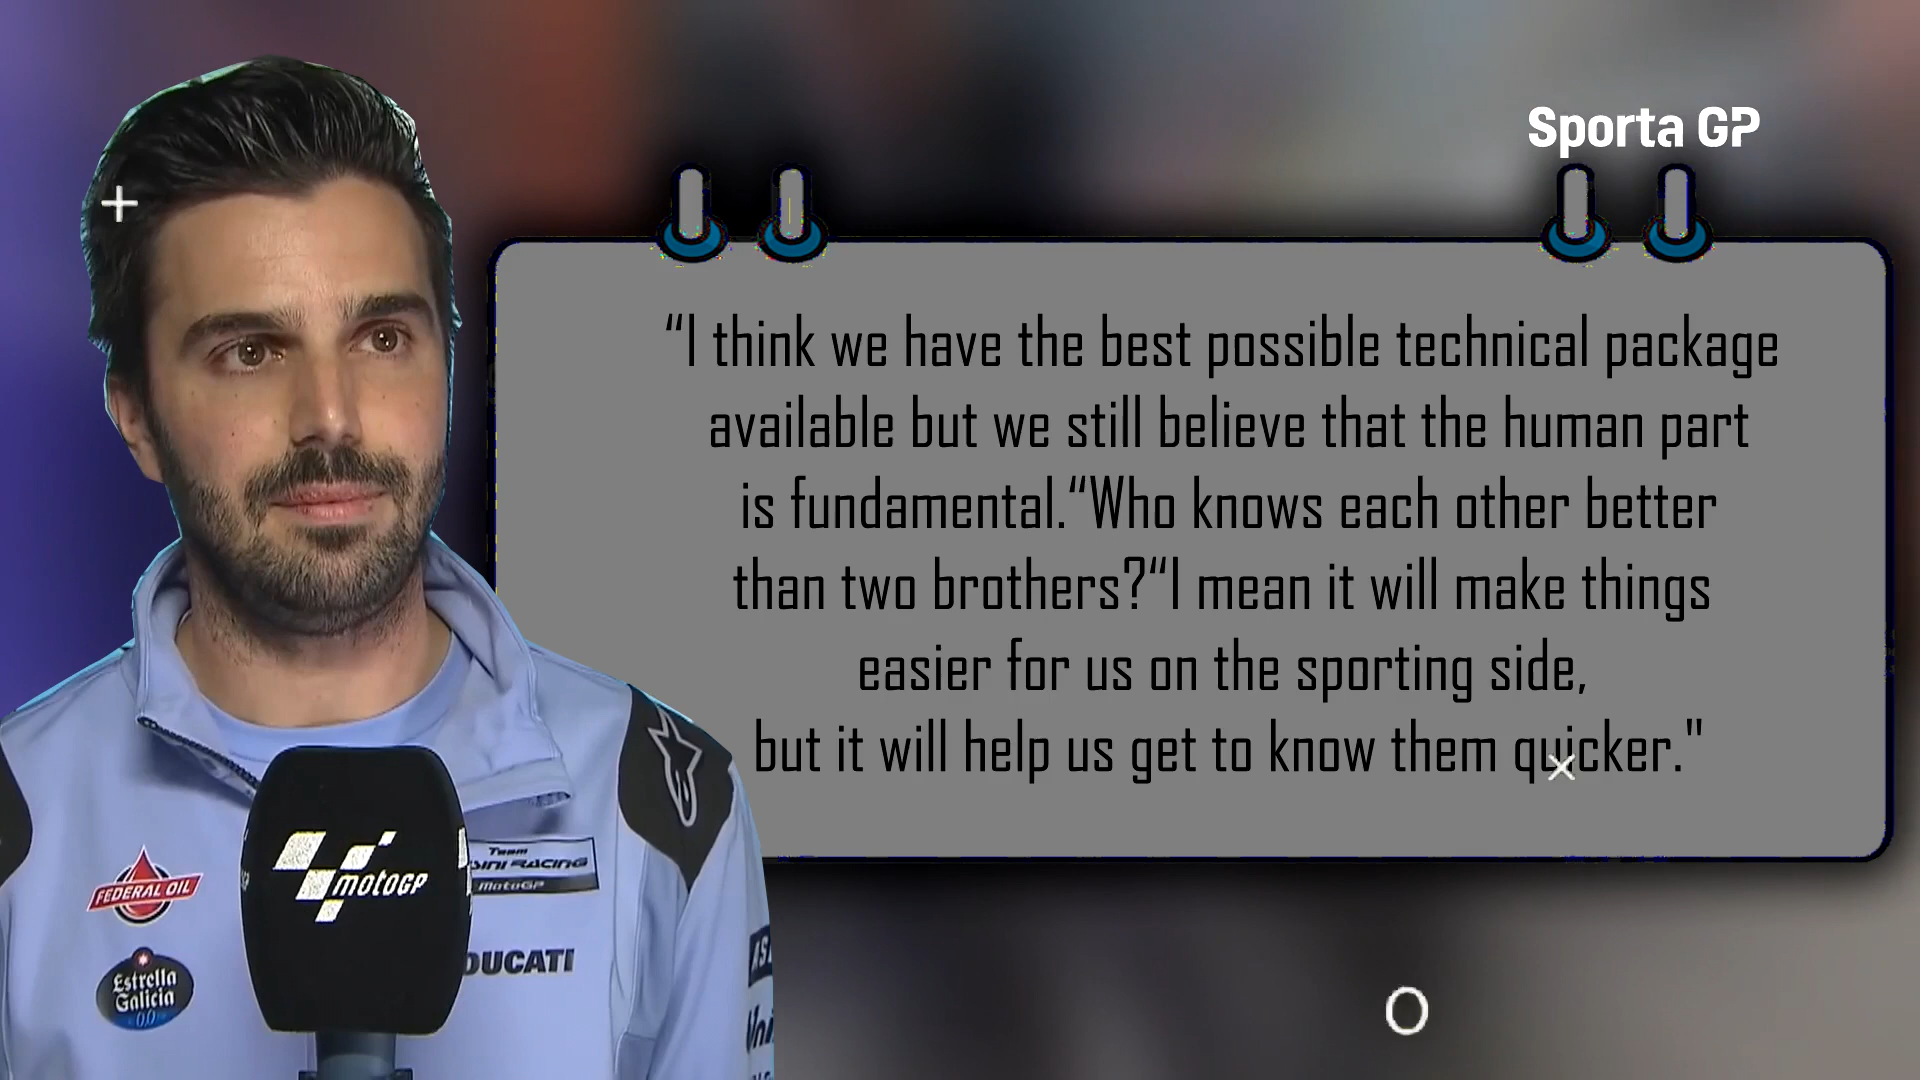 Sporta GP
“I think we have the best possible technical package
available but we still believe that the human part
is fundamental.“Who knows each other better
than two brothers?“I mean it will make things
easier for us on the sporting side,
but it will help us get to know them quicker."
FEDERAL OIL
Estrella
Galicia
0,0
motoGP
Team
RACING
MotoGP
DUCATI